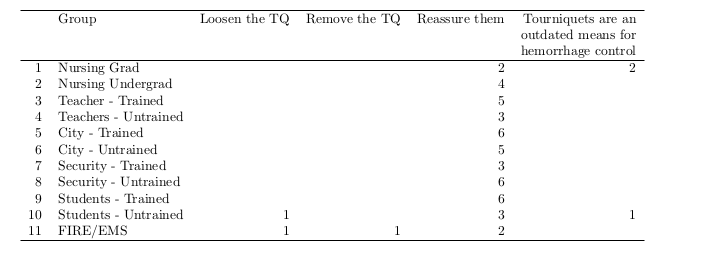 Group Loosen the TQ Remove the TQ Reassure them Tourniquets are an
outdated means for
hemorrhage control
1 Nursing Grad 2 2
2 Nursing Undergrad 4
3 Teacher - Trained 5
4 Teachers - Untrained 3
5 City - Trained 6
6 City - Untrained 5
7 Security - Trained 3
8 Security - Untrained 6
9 Students - Trained 6
10 Students - Untrained 1 3 1
11 FIRE/EMS 1 1 2